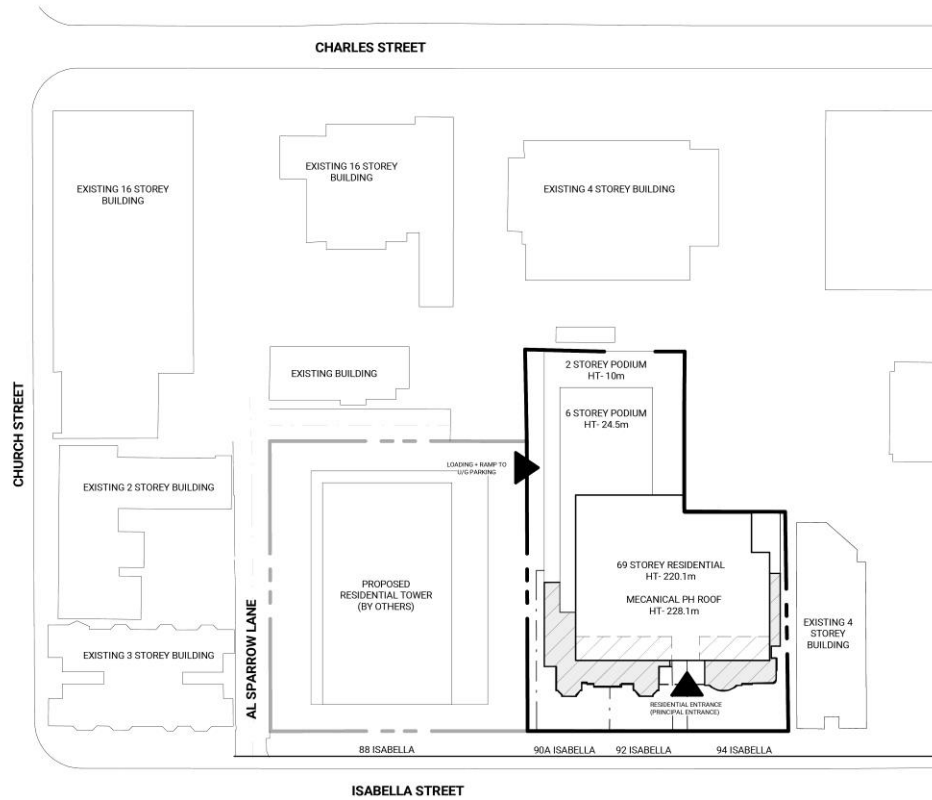 CHARLES STREET
EXISTING 16 STOREY
BUILDING
EXISTING 16 STOREY
BUILDING
EXISTING 4 STOREY BUILDING
EXISTING BUILDING
2 STOREY PODIUM
HT- 10m
6 STOREY PODIUM
HT- 24.5m
CHURCH STREET
LOADING + RAMP TO
U/G PARKING
EXISTING 2 STOREY BUILDING
PROPOSED
RESIDENTIAL TOWER
(BY OTHERS)
69 STOREY RESIDENTIAL
HT- 220.1m
MECANICAL PH ROOF
HT- 228.1m
EXISTING 4
STOREY
BUILDING
EXISTING 3 STOREY BUILDING
AL SPARROW LANE
RESIDENTIAL ENTRANCE
(PRINCIPAL ENTRANCE)
88 ISABELLA
90A ISABELLA
92 ISABELLA
94 ISABELLA
ISABELLA STREET